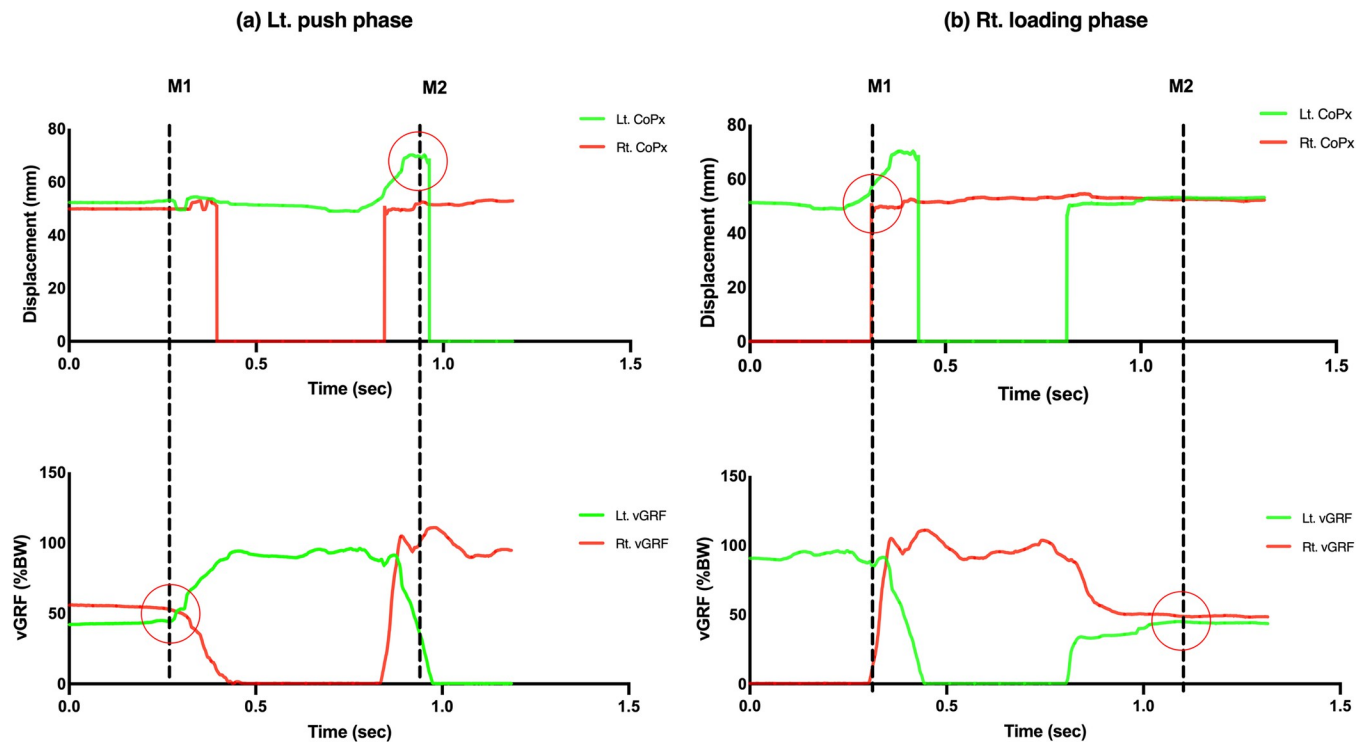 (a) Lt. push phase
(b) Rt. loading phase
M1
M2
Lt. CoPx
Rt. CoPx
Displacement (mm)
80
60
40
20
0
0.0
0.5
1.0
1.5
Time (sec)
M1
M2
Lt. CoPx
Rt. CoPx
Displacement (mm)
80
60
40
20
0
0.0
0.5
1.0
1.5
Time (sec)
Lt. vGRF
Rt. vGRF
vGRF (%BW)
150
100
50
0
0.0
0.5
1.0
1.5
Time (sec)
Lt. vGRF
Rt. vGRF
vGRF (%BW)
150
100
50
0
0.0
0.5
1.0
1.5
Time (sec)